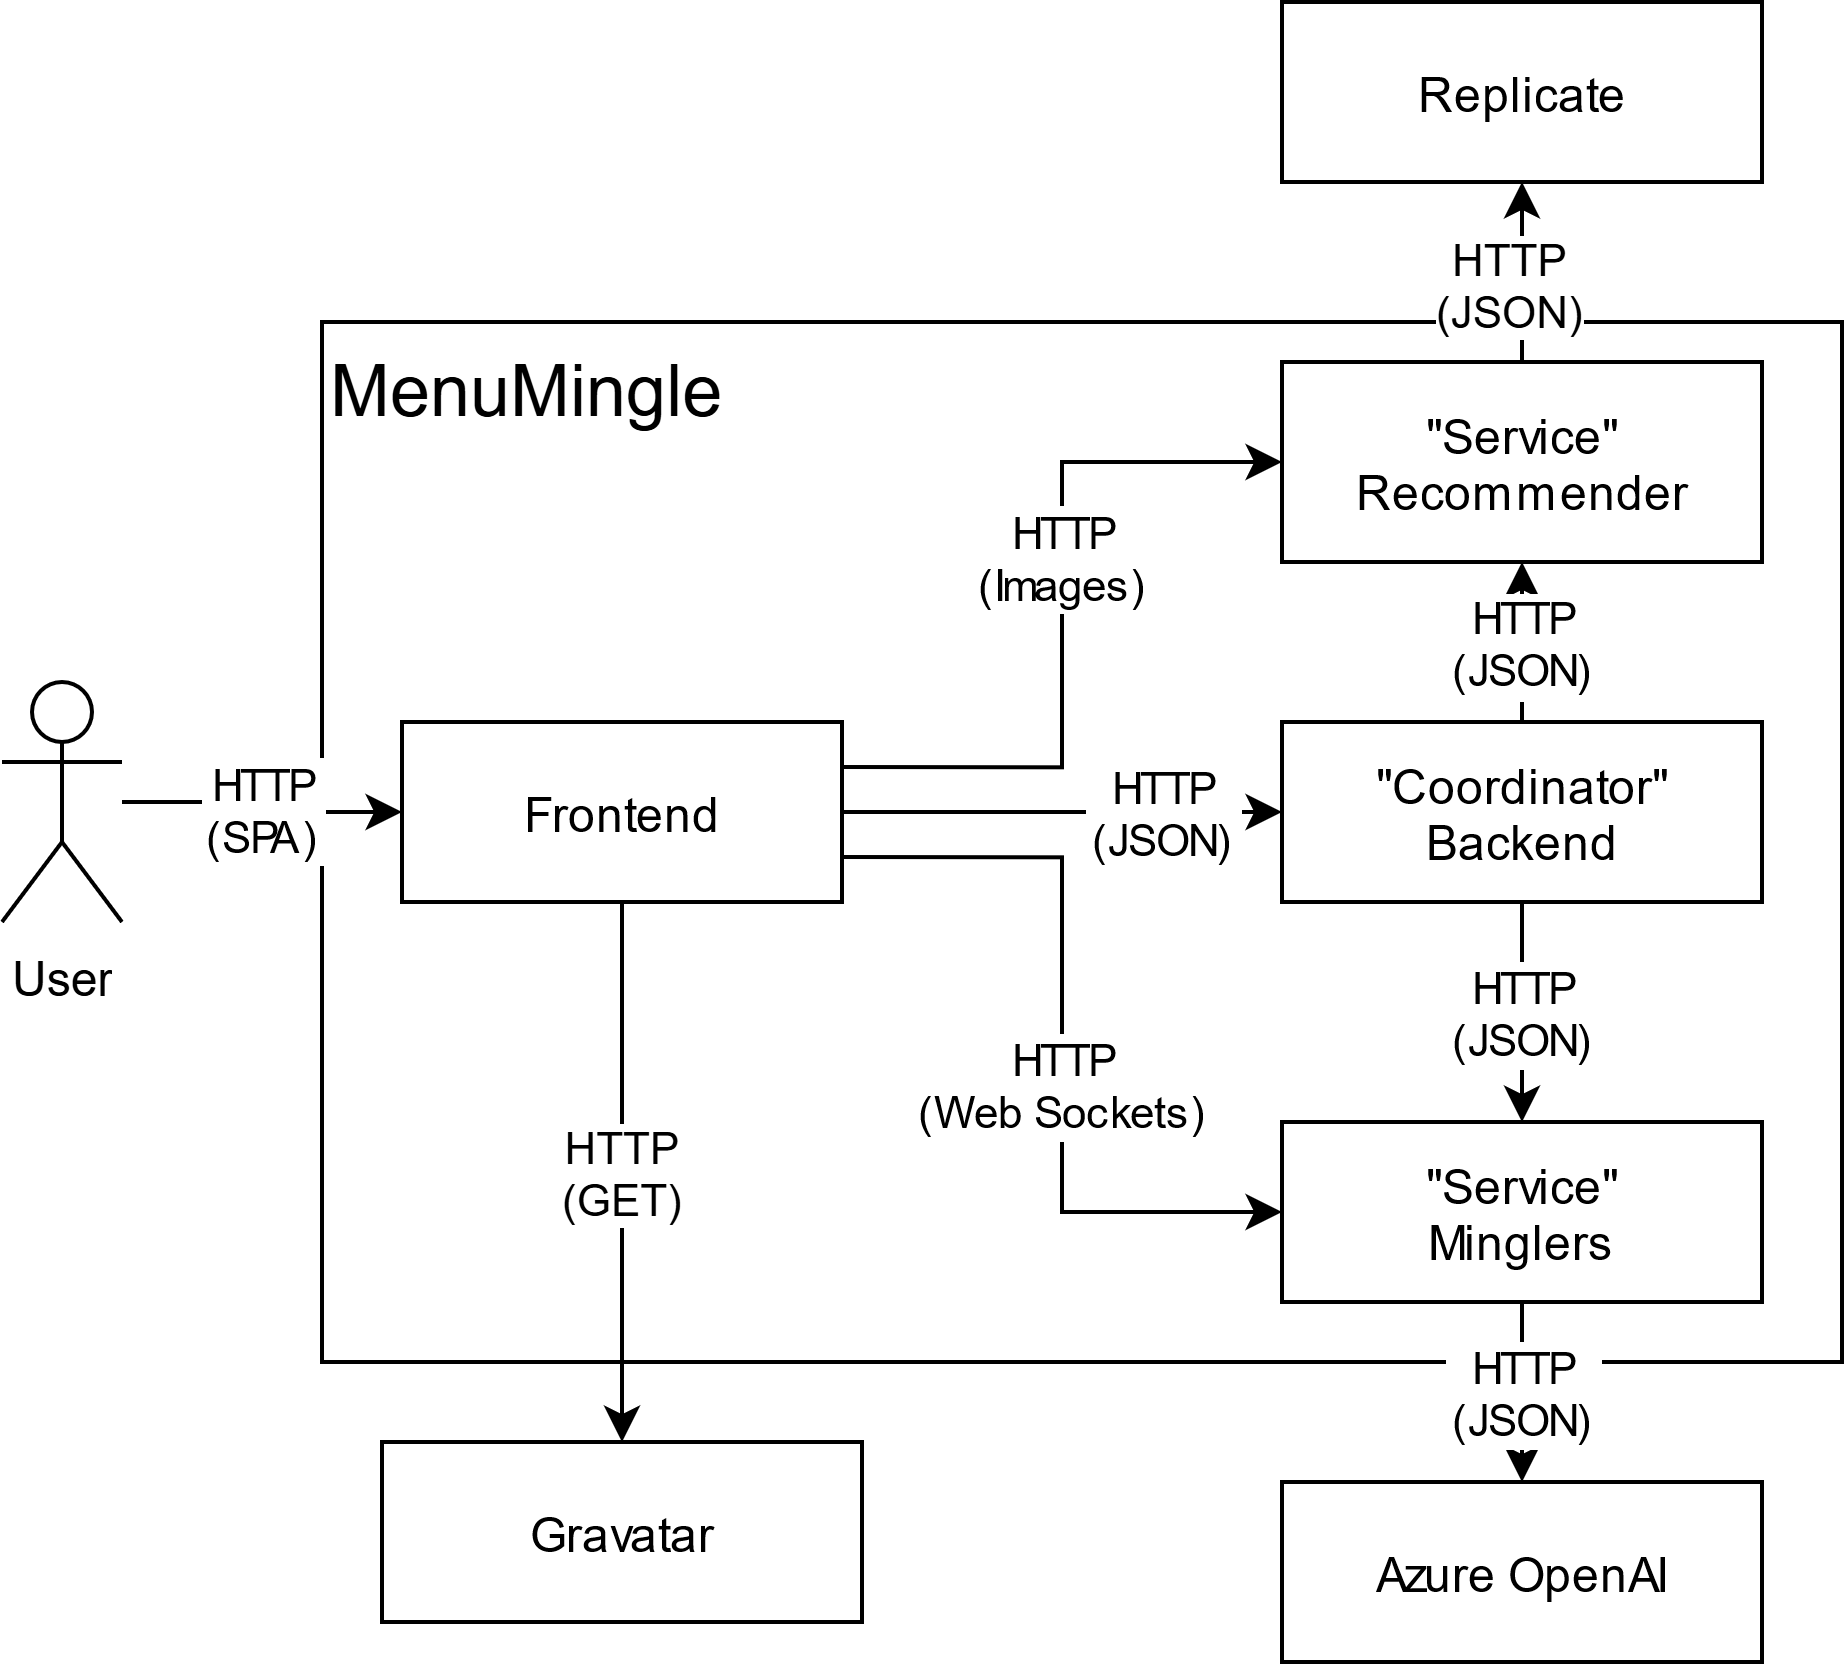 Replicate
HTTP
(JSON)
MenuMingle
"Service"
Recommender
HTTP
(Images)
HTTP
(JSON)
User
HTTP
(SPA)
Frontend
HTTP
(JSON)
"Coordinator"
Backend
HTTP
(JSON)
HTTP
(Web Sockets)
HTTP
(GET)
"Service"
Minglers
HTTP
(JSON)
Gravatar
Azure OpenAI